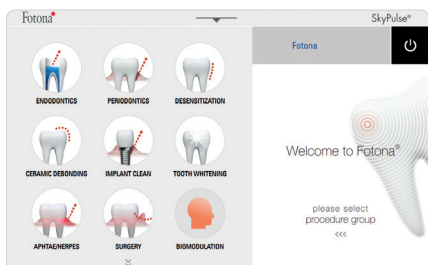 Fotona
SkyPulse®
Fotona
ENDODONTICS
PERIODONTICS
DESENSITIZATION
CERAMIC DEBONDING
IMPLANT CLEAN
TOOTH WHITENING
APHTAE/HERPES
SURGERY
BIOMODULATION
Welcome to Fotona®
please select
procedure group
<<<